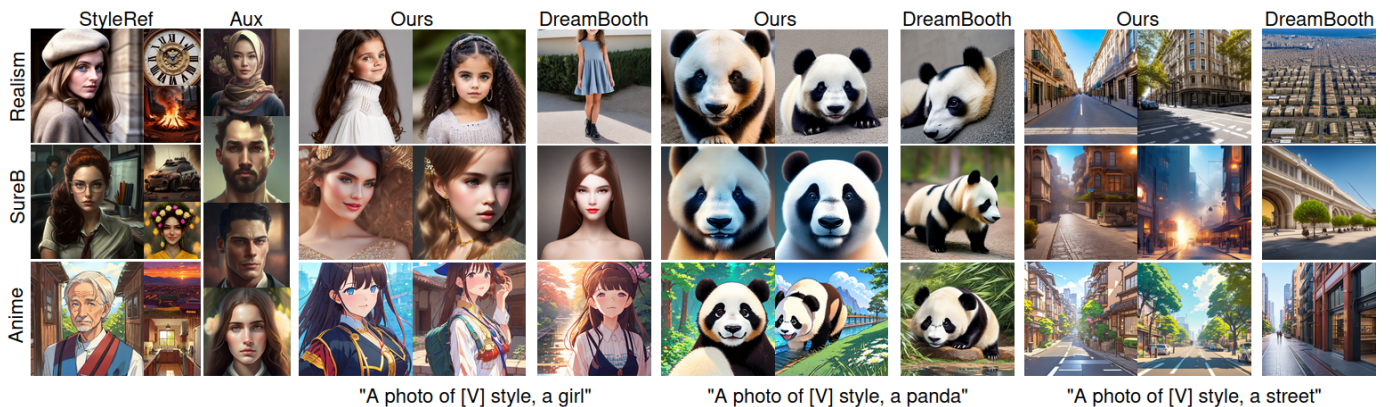 StyleRef Aux Ours DreamBooth Ours DreamBooth Ours DreamBooth
Realism
SureB
Anime
"A photo of [V] style, a girl" "A photo of [V] style, a panda" "A photo of [V] style, a street"